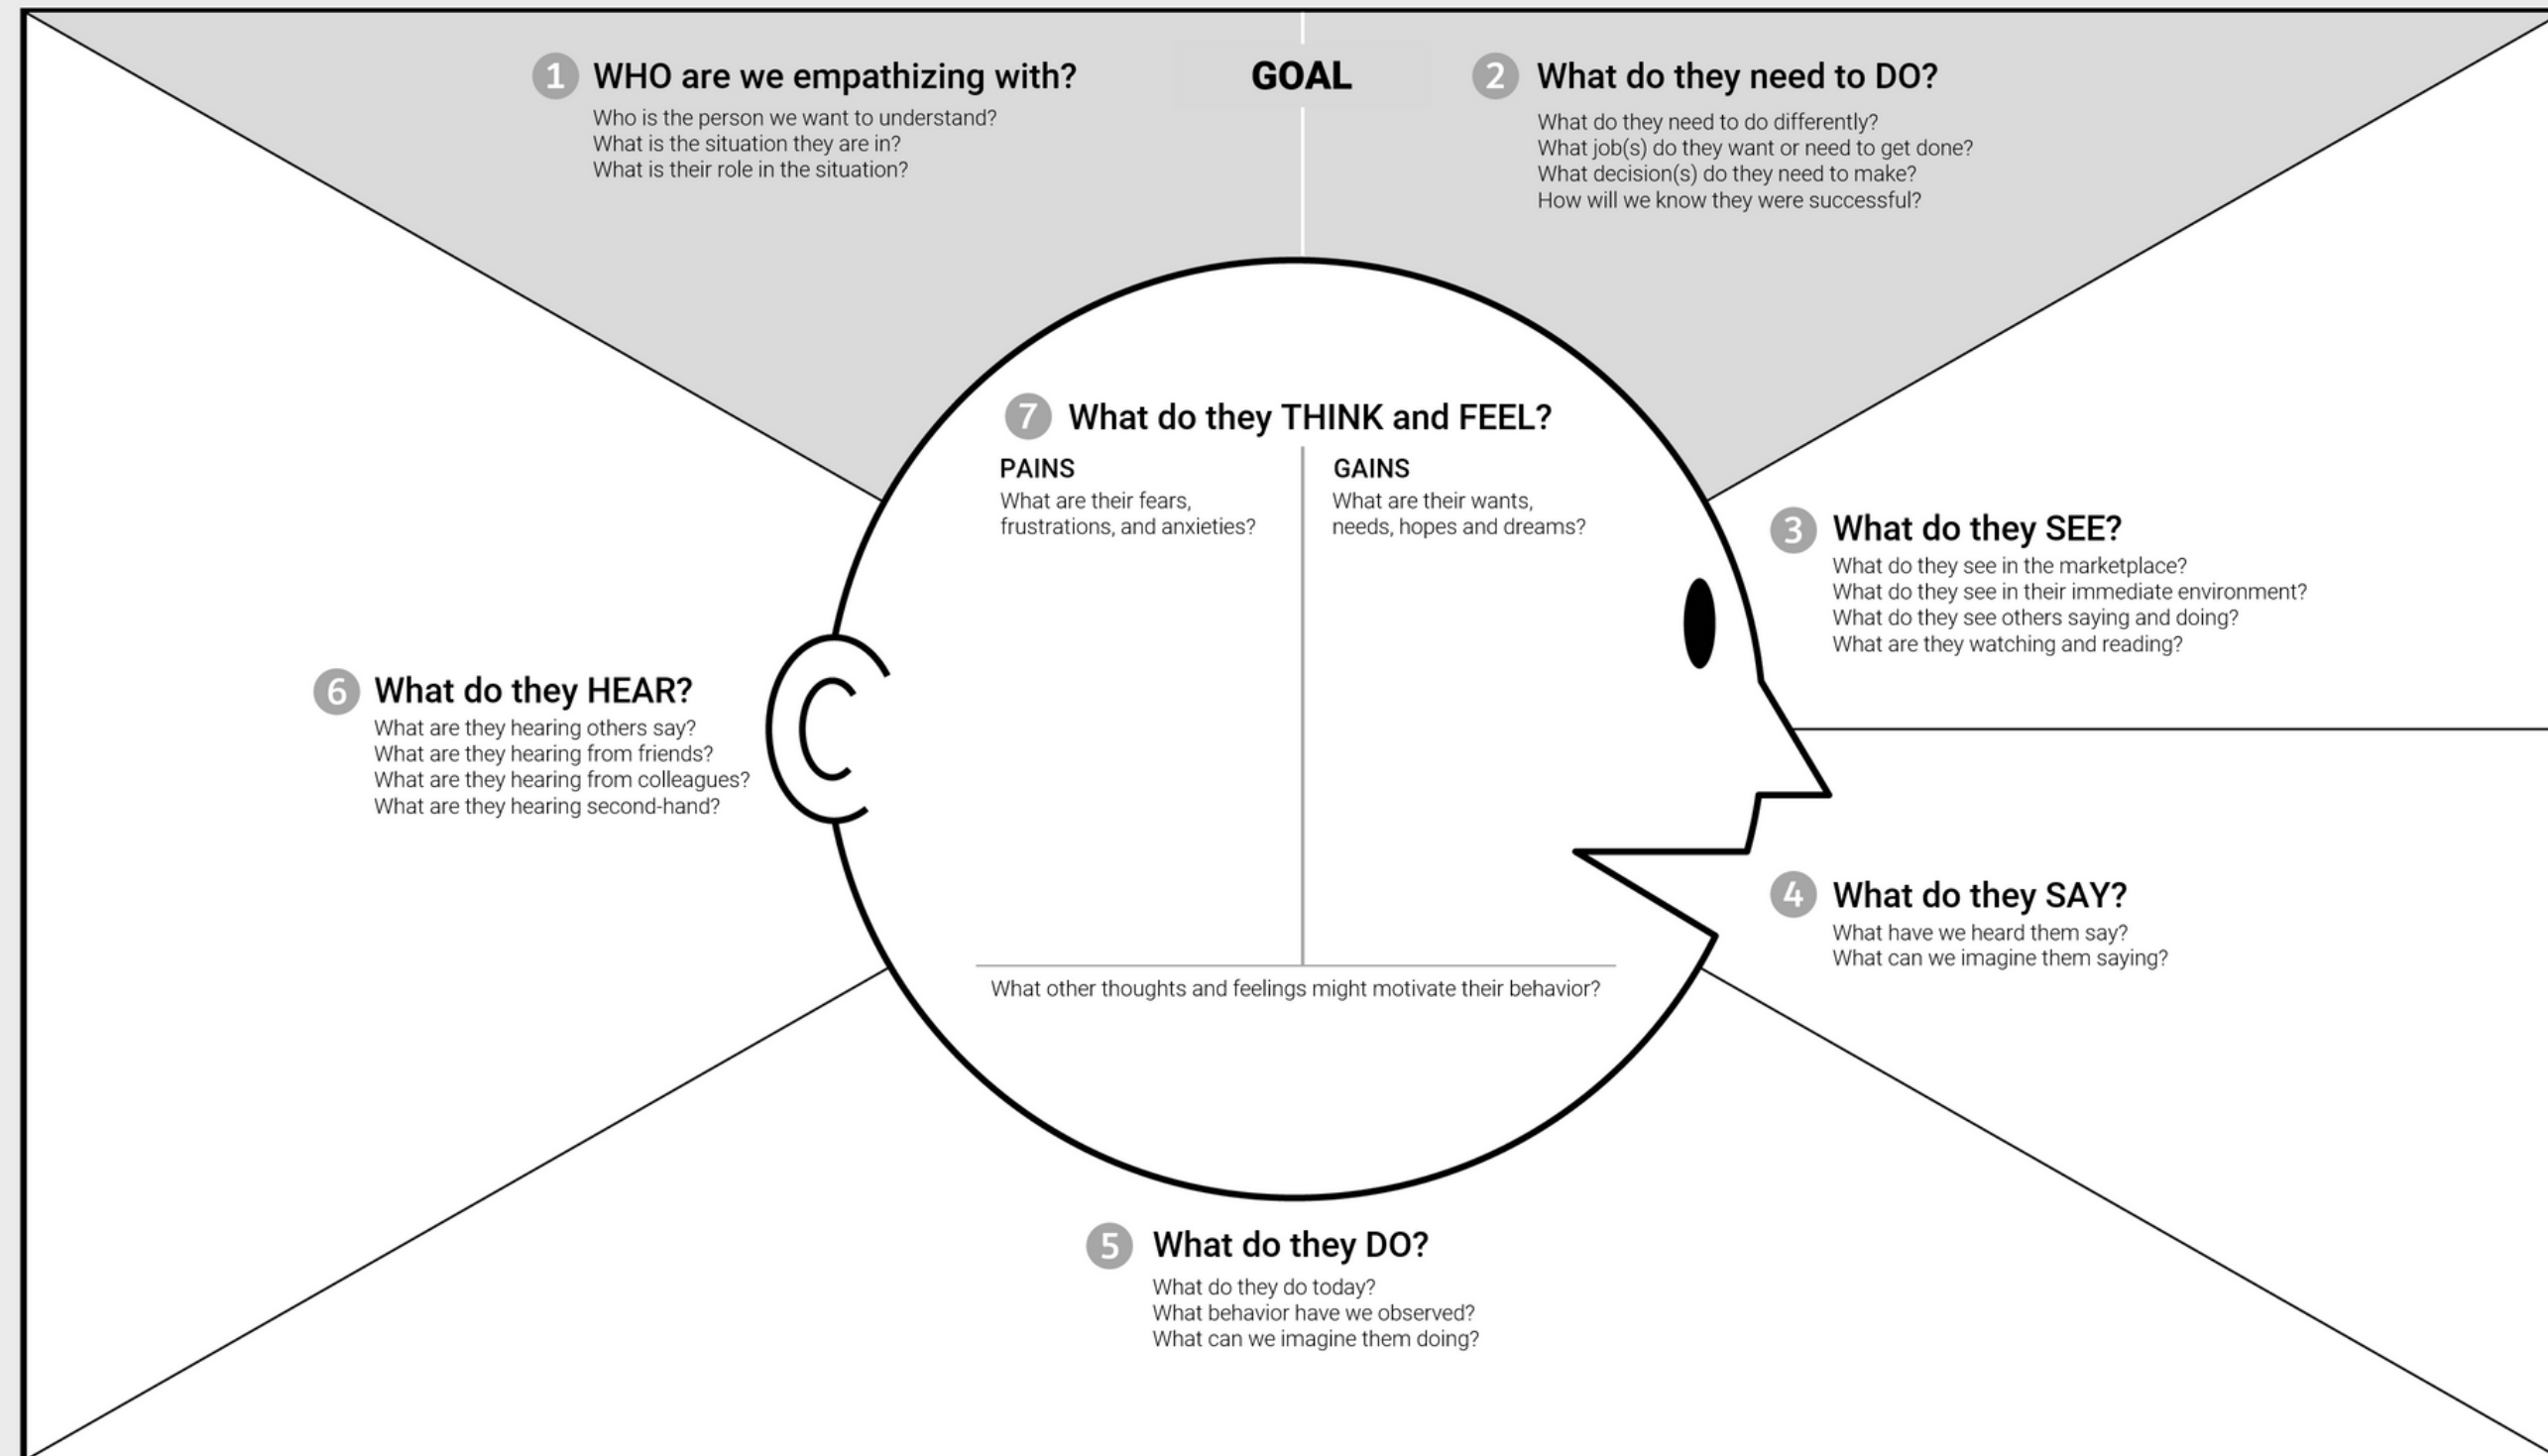 1 WHO are we empathizing with?
Who is the person we want to understand?
What is the situation they are in?
What is their role in the situation?
GOAL
2 What do they need to DO?
What do they need to do differently?
What job(s) do they want or need to get done?
What decision(s) do they need to make?
How will we know they were successful?
7 What do they THINK and FEEL?
PAINS
What are their fears,
frustrations, and anxieties?
GAINS
What are their wants,
needs, hopes and dreams?
What other thoughts and feelings might motivate their behavior?
3 What do they SEE?
What do they see in the marketplace?
What do they see in their immediate environment?
What do they see others saying and doing?
What are they watching and reading?
6 What do they HEAR?
What are they hearing others say?
What are they hearing from friends?
What are they hearing from colleagues?
What are they hearing second-hand?
4 What do they SAY?
What have we heard them say?
What can we imagine them saying?
5 What do they DO?
What do they do today?
What behavior have we observed?
What can we imagine them doing?